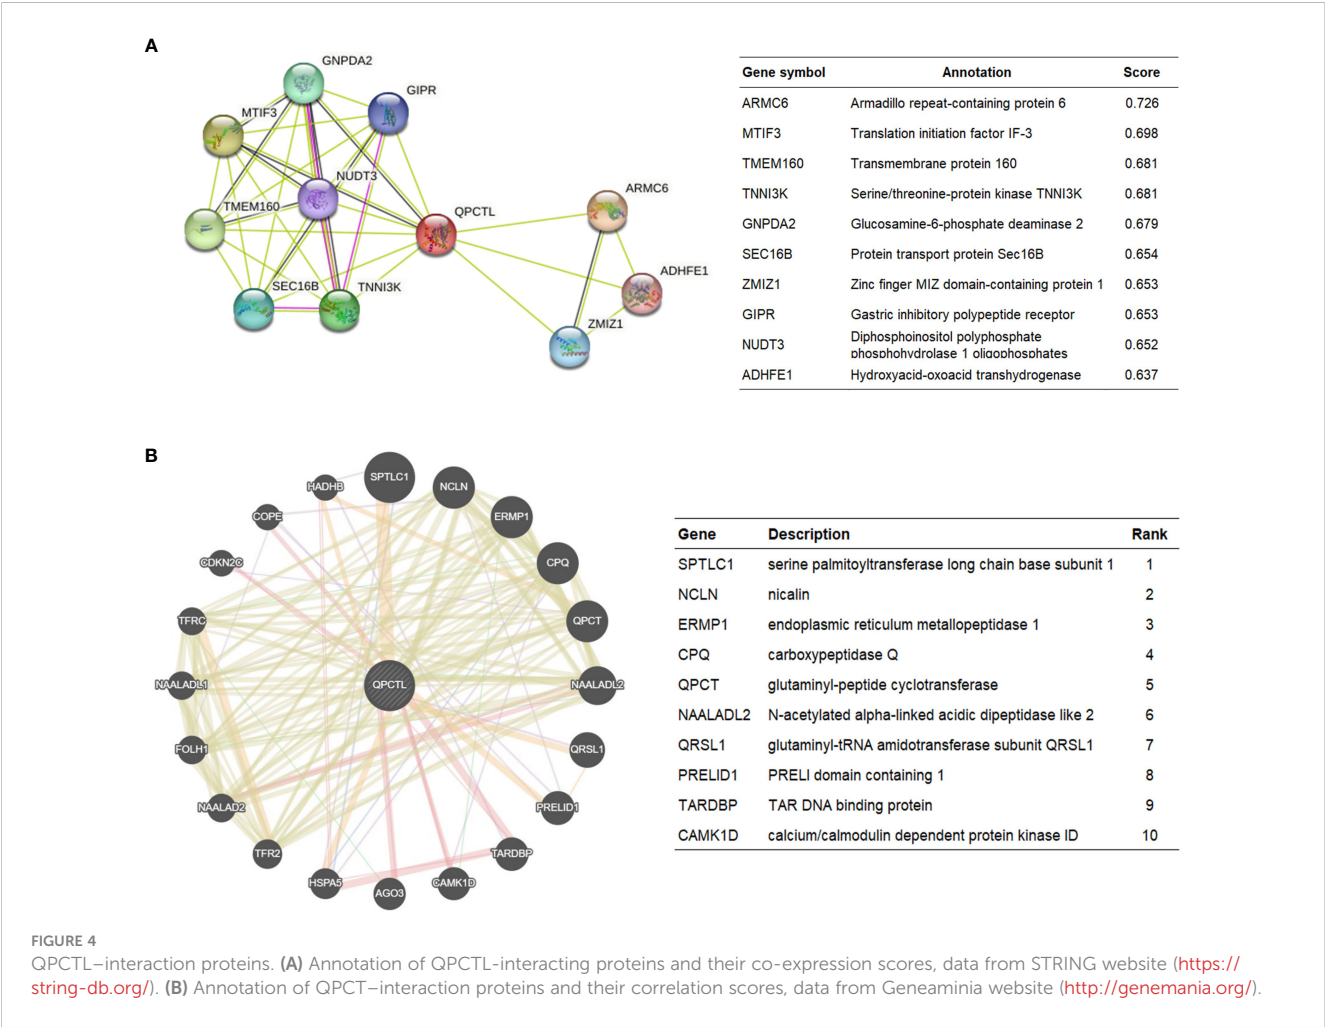 A
GNPDA2
GIPR
MTIF3
NUDT3
TMEM160
QPCTL
ARMC6
ADHFE1
SEC16B
TNNI3K
ZMIZ1
Gene symbol Annotation Score
ARMC6 Armadillo repeat-containing protein 6 0.726
MTIF3 Translation initiation factor IF-3 0.698
TMEM160 Transmembrane protein 160 0.681
TNNI3K Serine/threonine-protein kinase TNNI3K 0.681
GNPDA2 Glucosamine-6-phosphate deaminase 2 0.679
SEC16B Protein transport protein Sec16B 0.654
ZMIZ1 Zinc finger MIZ domain-containing protein 1 0.653
GIPR Gastric inhibitory polypeptide receptor 0.653
NUDT3 Diphosphoinositol polyphosphate 0.652
phosphohydrolase 1 oligophosphates
ADHFE1 Hydroxyacid-oxoacid transhydrogenase 0.637
B
SPTLC1
HADHB
NCLN
COPE
ERMP1
CDKN2C
CPQ
TFRC
QPCT
NAALADL1
QPCTL
NAALADL2
FOLH1
QRSL1
NAALAD2
PRELID1
TFR2
TARDBP
HSPA5
AGO3
CAMK1D
Gene Description Rank
SPTLC1 serine palmitoyltransferase long chain base subunit 1 1
NCLN nicalin 2
ERMP1 endoplasmic reticulum metallopeptidase 1 3
CPQ carboxypeptidase Q 4
QPCT glutaminyl-peptide cyclotransferase 5
NAALADL2 N-acetylated alpha-linked acidic dipeptidase like 2 6
QRSL1 glutaminyl-tRNA amidotransferase subunit QRSL1 7
PRELID1 PRELI domain containing 1 8
TARDBP TAR DNA binding protein 9
CAMK1D calcium/calmodulin dependent protein kinase ID 10
FIGURE 4
QPCTL–interaction proteins. (A) Annotation of QPCTL-interacting proteins and their co-expression scores, data from STRING website (https://
string-db.org/). (B) Annotation of QPCT–interaction proteins and their correlation scores, data from Geneaminia website (http://genemania.org/).